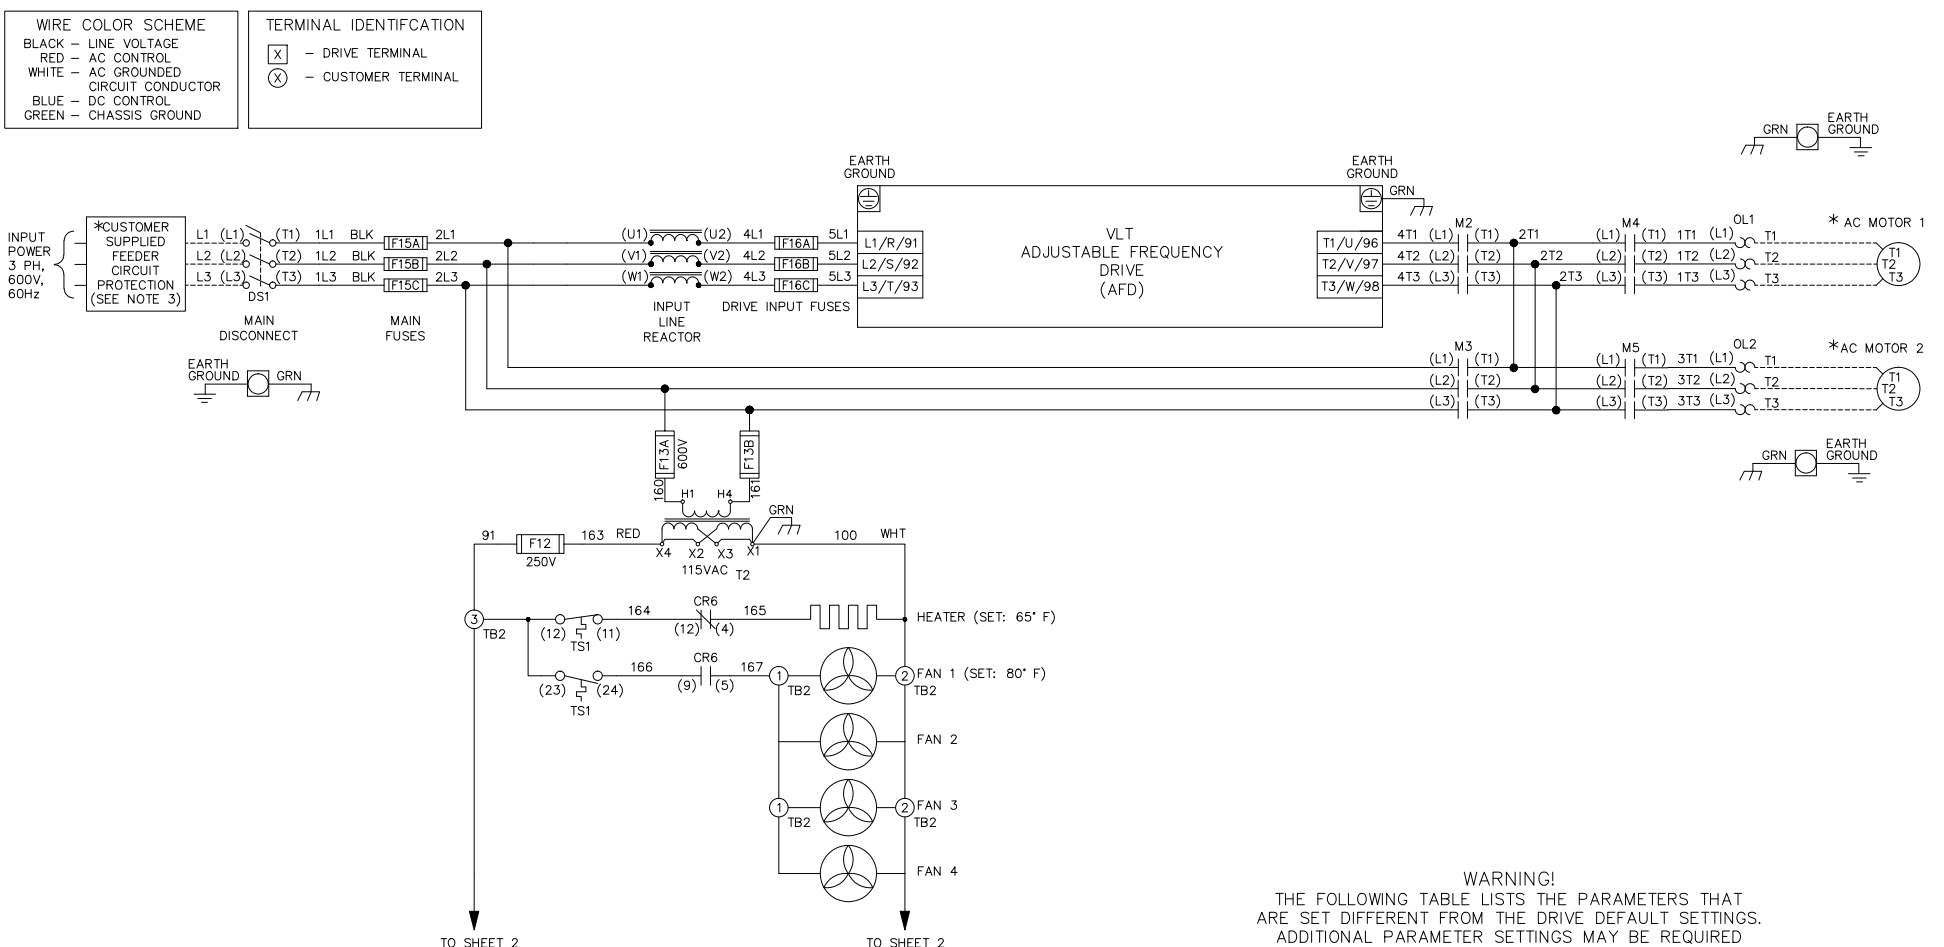 WIRE COLOR SCHEME
BLACK – LINE VOLTAGE
RED – AC CONTROL
WHITE – AC GROUNDED
CIRCUIT CONDUCTOR
BLUE – DC CONTROL
GREEN – CHASSIS GROUND
TERMINAL IDENTIFCATION
X – DRIVE TERMINAL
X – CUSTOMER TERMINAL
GRN
EARTH
GROUND
INPUT
POWER
3 PH,
600V,
60Hz
*CUSTOMER
SUPPLIED
FEEDER
CIRCUIT
PROTECTION
(SEE NOTE 3)
L1 (L1) (T1) 1L1 BLK F15A 2L1
L2 (L2) (T2) 1L2 BLK F15B 2L2
L3 (L3) (T3) 1L3 BLK F15C 2L3
DS1
MAIN
DISCONNECT
MAIN
FUSES
EARTH
GROUND
GRN
(U1) (U2) 4L1 F16A 5L1
(V1) (V2) 4L2 F16B 5L2
(W1) (W2) 4L3 F16C 5L3
INPUT
LINE
REACTOR
DRIVE INPUT FUSES
EARTH
GROUND
L1/R/91
L2/S/92
L3/T/93
VLT
ADJUSTABLE FREQUENCY
DRIVE
(AFD)
EARTH
GROUND
GRN
T1/U/96
T2/V/97
T3/W/98
M2
4T1 (L1) (T1) 2T1
4T2 (L2) (T2) 2T2
4T3 (L3) (T3) 2T3
M4
OL1
(L1) (T1) 1T1 (L1) T1
(L2) (T2) 1T2 (L2) T2
(L3) (T3) 1T3 (L3) T3
* AC MOTOR 1
T1
T2
T3
M3
(L1) (T1)
(L2) (T2)
(L3) (T3)
M5
OL2
(L1) (T1) 3T1 (L1) T1
(L2) (T2) 3T2 (L2) T2
(L3) (T3) 3T3 (L3) T3
*AC MOTOR 2
T1
T2
T3
GRN
EARTH
GROUND
F13A
600V
F13B
160
161
H1 H4
GRN
91 F12 163 RED
250V
X4 X2 X3 X1
100 WHT
115VAC T2
3
TB2
(12) (11)
TS1
164
CR6
(12) (4)
165
HEATER (SET: 65° F)
(23) (24)
TS1
166
CR6
(9) (5)
167
1
TB2
2
TB2
FAN 1 (SET: 80° F)
FAN 2
1
TB2
2
TB2
FAN 3
FAN 4
TO SHEET 2
TO SHEET 2
WARNING!
THE FOLLOWING TABLE LISTS THE PARAMETERS THAT
ARE SET DIFFERENT FROM THE DRIVE DEFAULT SETTINGS.
ADDITIONAL PARAMETER SETTINGS MAY BE REQUIRED